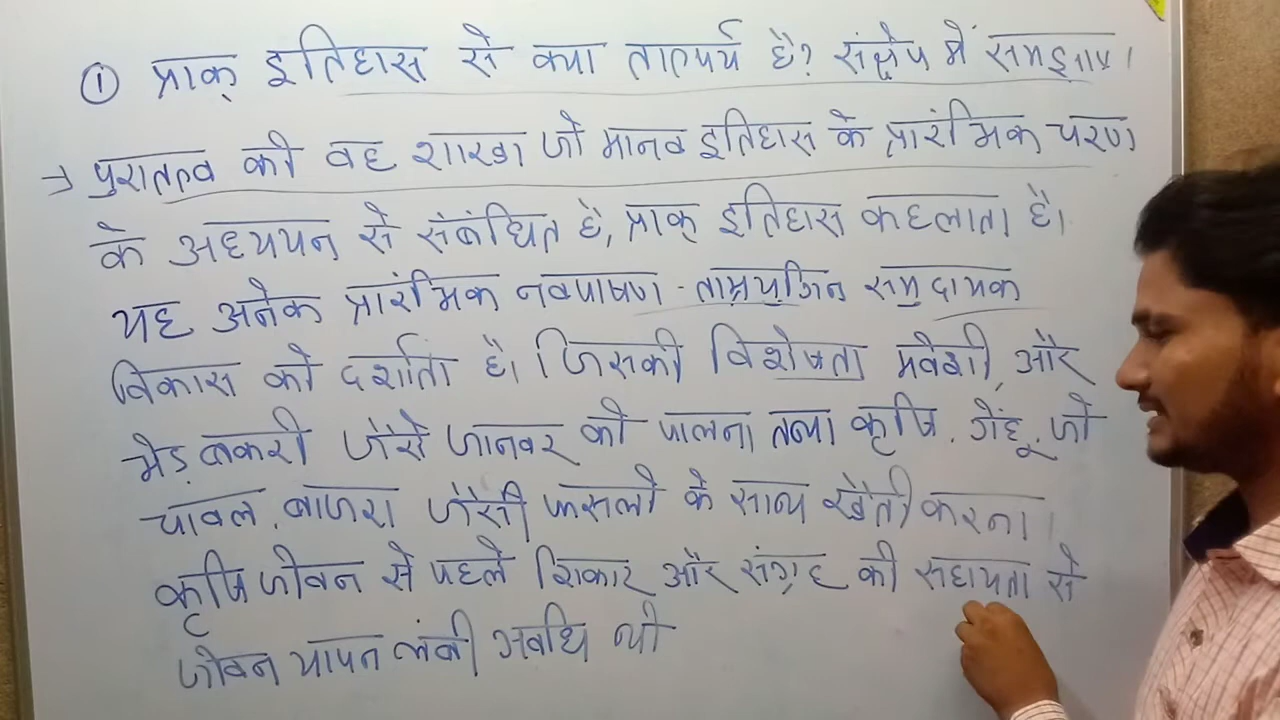 ① प्राक् इतिहास से क्या तात्पर्य है? संक्षेप में समझाए।
→ पुरातत्व की वह शाखा जो मानव इतिहास के प्रारंभिक चरण
के अध्ययन से संबंधित है, प्राक् इतिहास कहलाता है।
यह अनेक प्रारंभिक नवपाषण - ताम्रयुगिन समुदायक
विकास को दर्शाता है। जिसकी विशेषता मवेशी, और
भेड़ बकरी जैसे जानवर को पालना तथा कृषि, गेंहू, जौ
चावल, बाजरा जैसी फसलो के साथ खेती करना।
कृषि जीवन से पहले शिकार और संग्रह की सहायता से
जीवन यापन लंबी अवधि थी